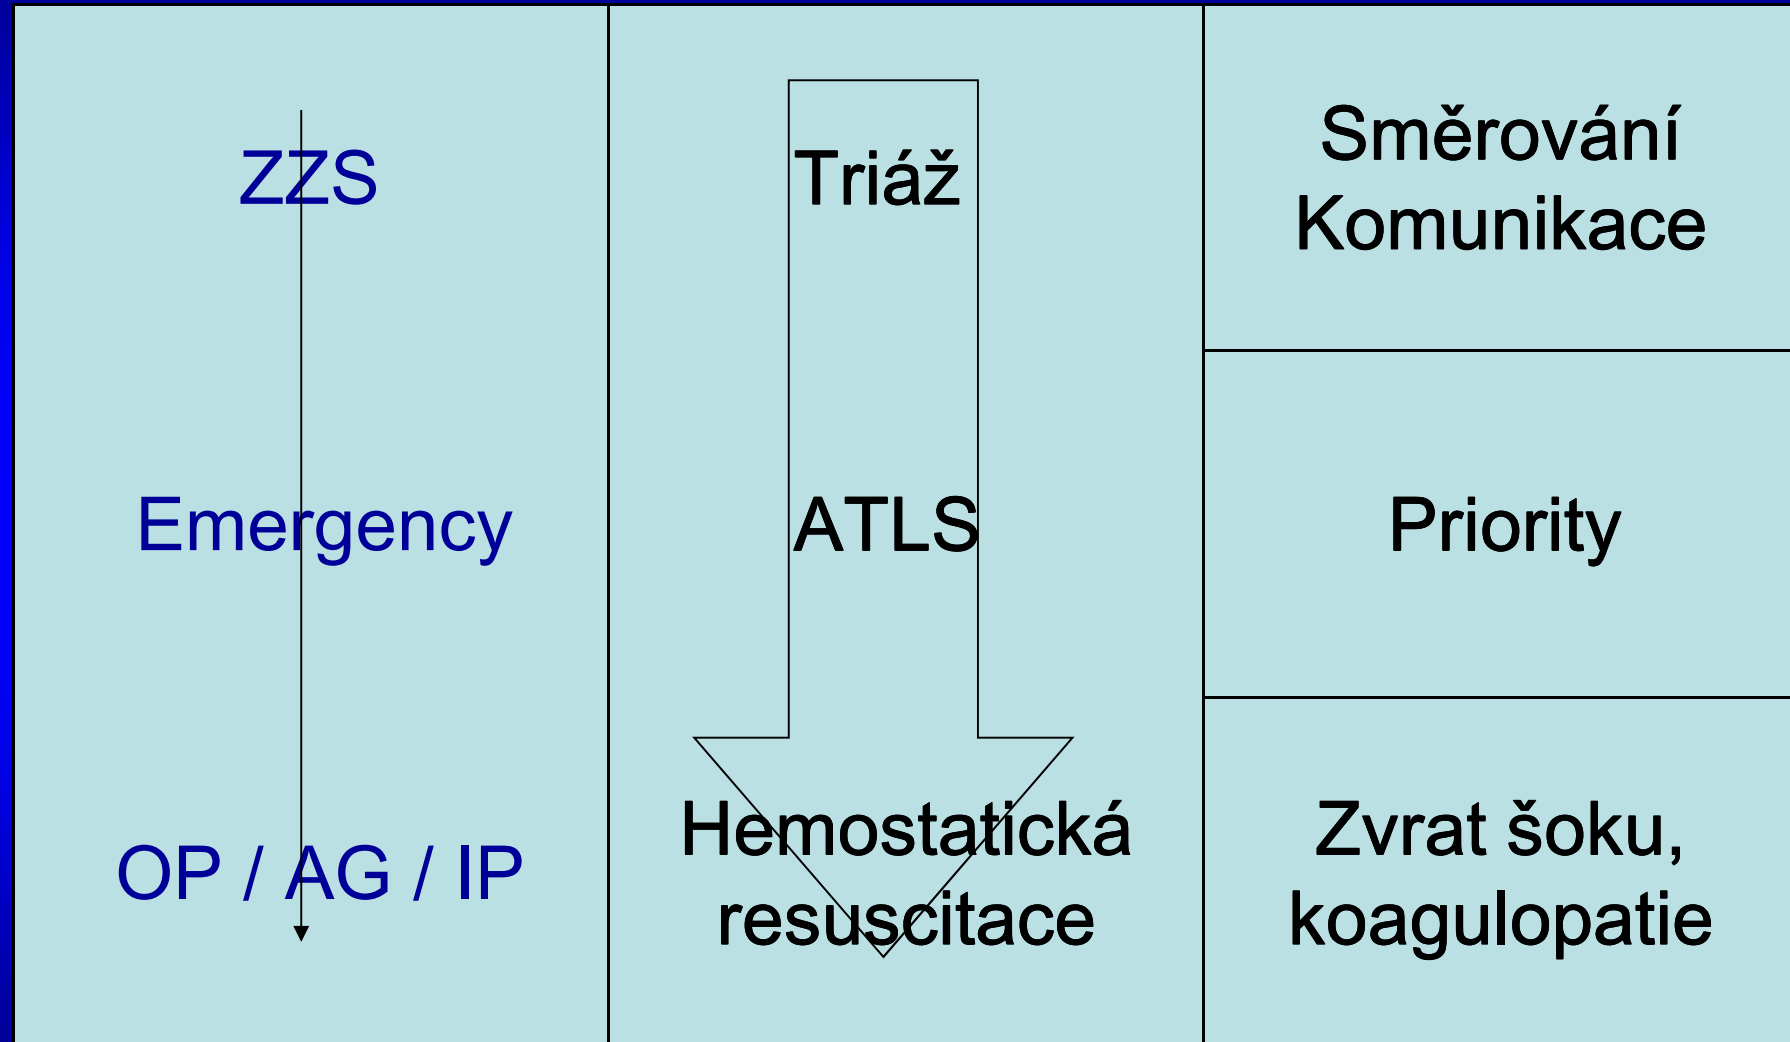 ZZS
Triáž
Směrování
Komunikace
Emergency
ATLS
Priority
OP / AG / IP
Hemostatická
resuscitace
Zvrat šoku,
koagulopatie